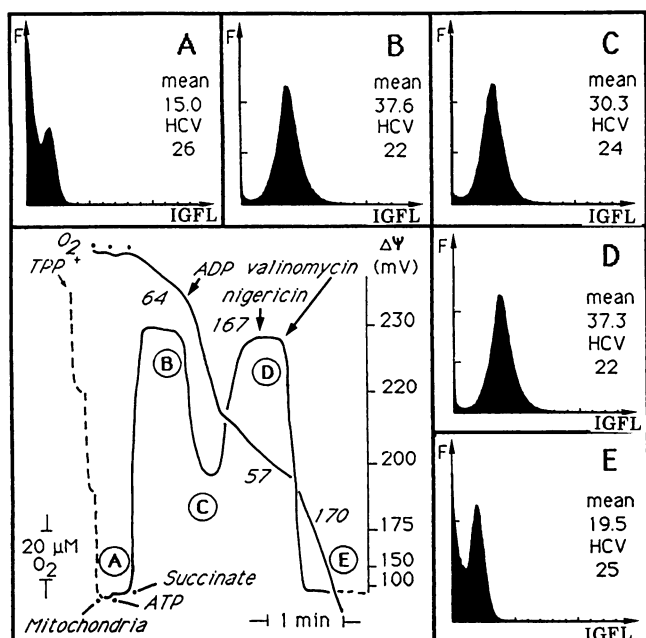 F
A
mean
15.0
HCV
26
IGFL
B
mean
37.6
HCV
22
IGFL
F
C
mean
30.3
HCV
24
IGFL
O2
TPP+
ADP valinomycin
nigericin
64
167
57
170
ΔΨ
(mV)
230
220
200
175
150
100
A
B
C
D
E
20 μM
O2
Succinate
ATP
Mitochondria
1 min
F
D
mean
37.3
HCV
22
IGFL
F
E
mean
19.5
HCV
25
IGFL